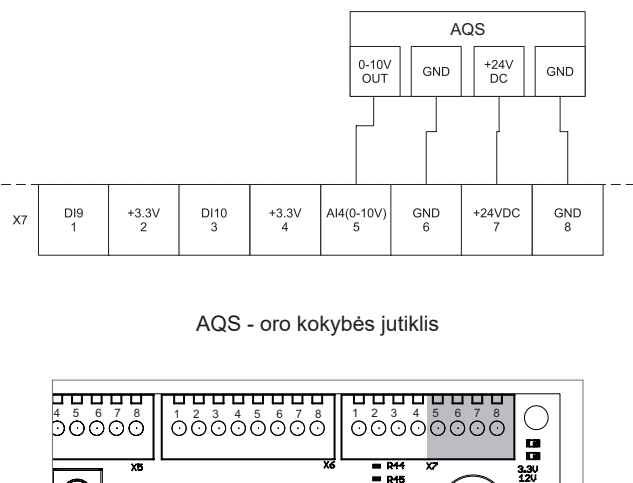 AQS
0-10V OUT GND +24V DC GND
X7 DI9 1 +3.3V 2 DI10 3 +3.3V 4 AI4(0-10V) 5 GND 6 +24VDC 7 GND 8
AQS - oro kokybės jutiklis
4 5 6 7 8 1 2 3 4 5 6 7 8 1 2 3 4 5 6 7 8
X5 X6 R44 X7 3.3V
R45 12V